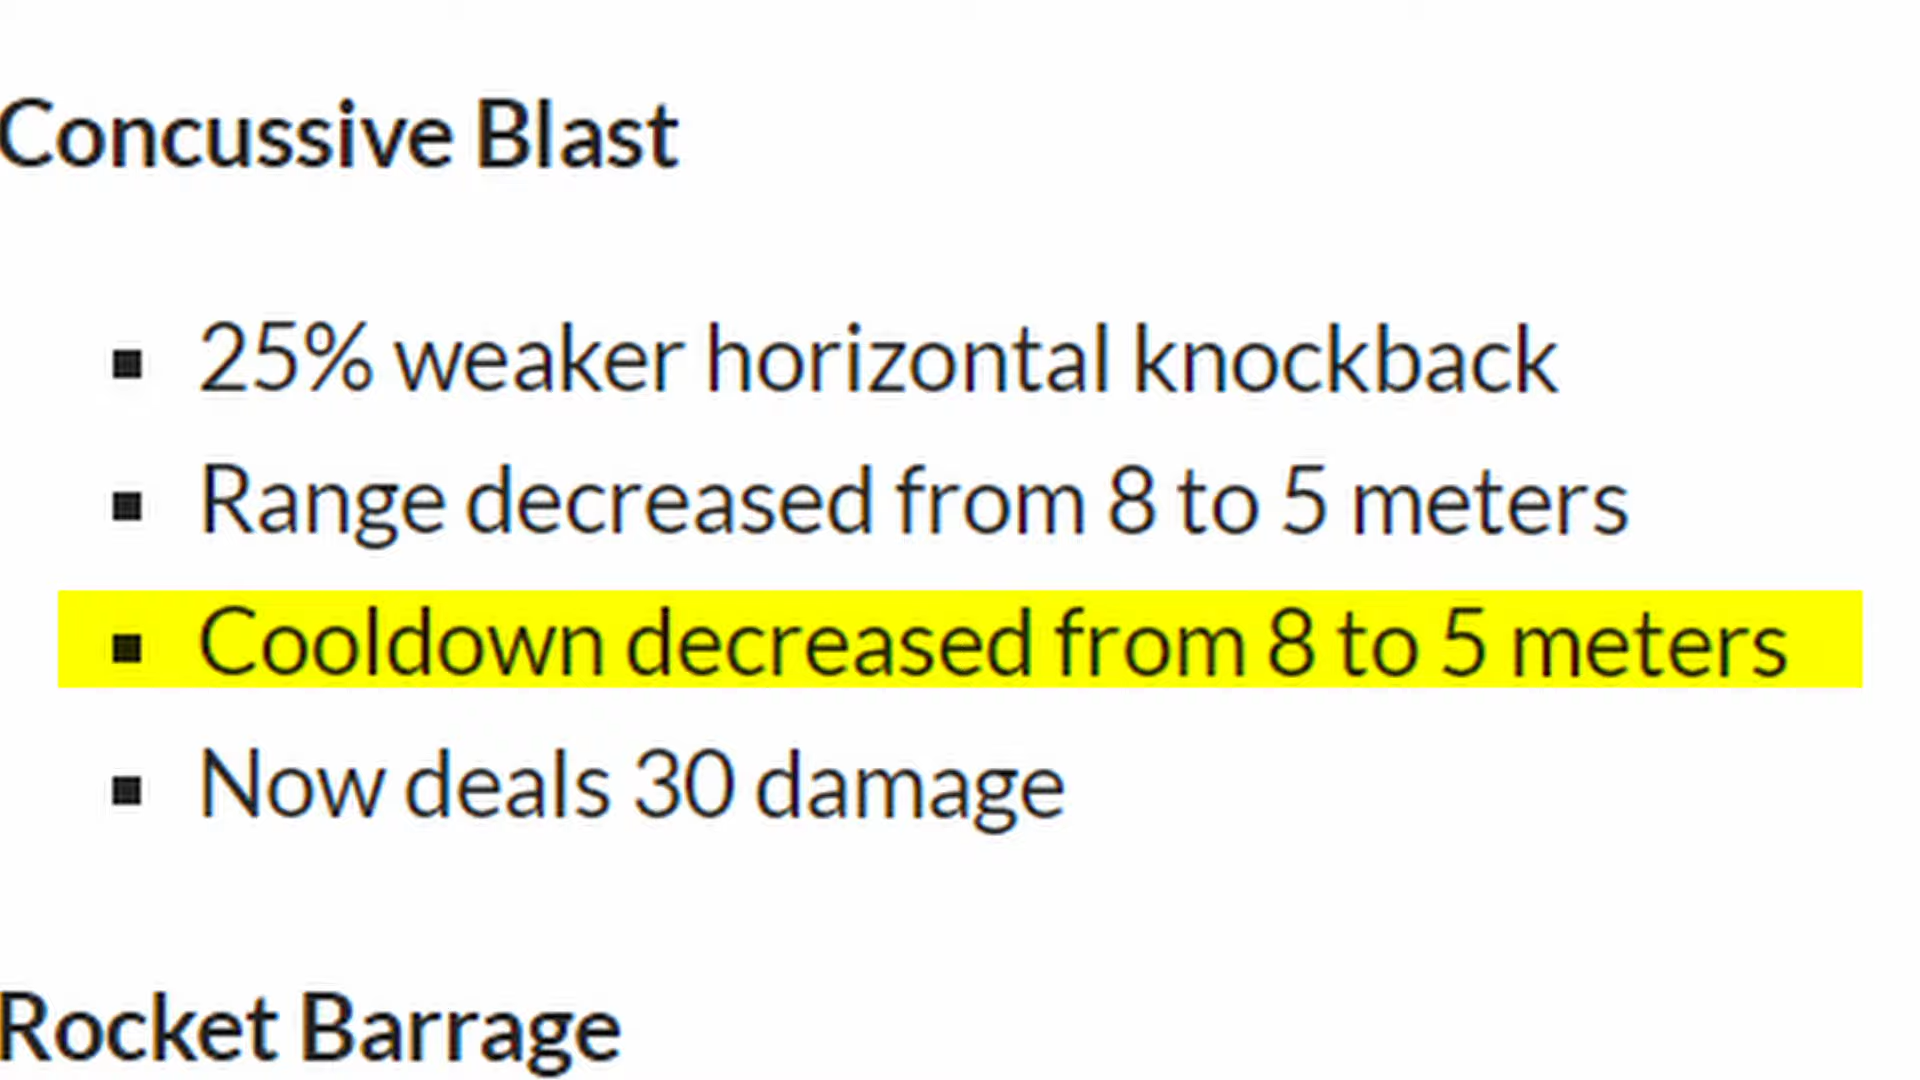 Concussive Blast
▪ 25% weaker horizontal knockback
▪ Range decreased from 8 to 5 meters
▪ Cooldown decreased from 8 to 5 meters
▪ Now deals 30 damage
Rocket Barrage